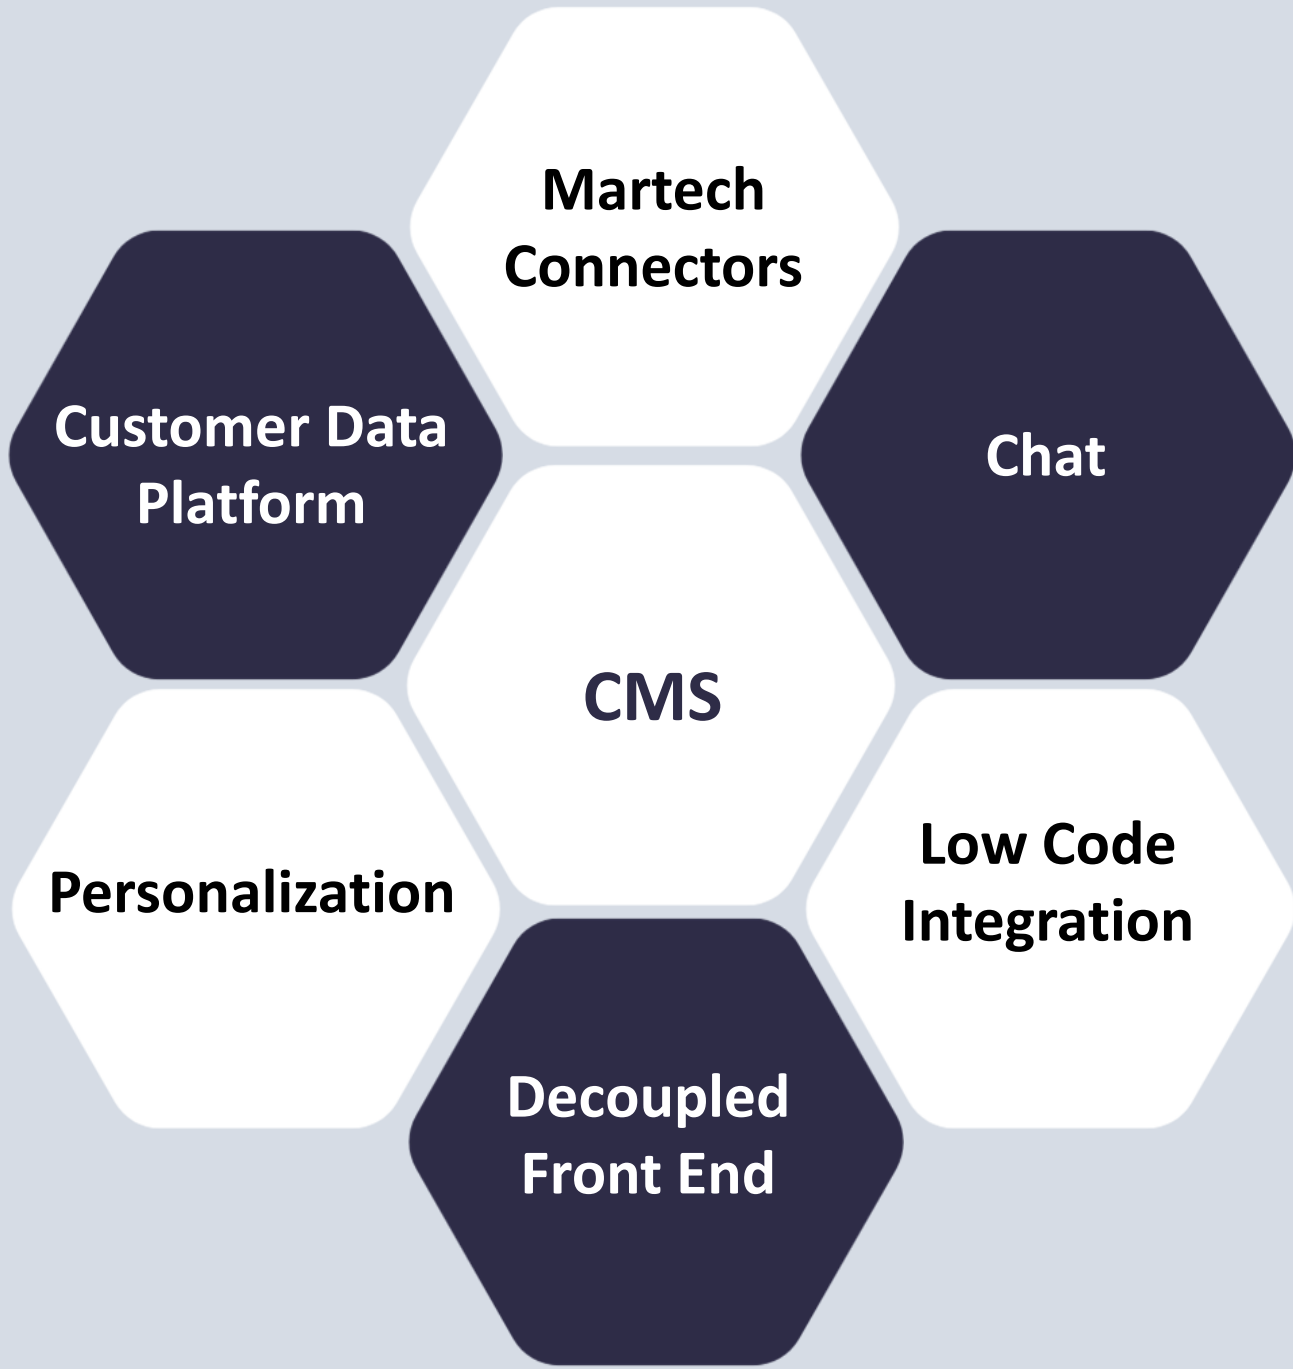 Martech
Connectors
Customer Data
Platform
Chat
CMS
Personalization
Low Code
Integration
Decoupled
Front End